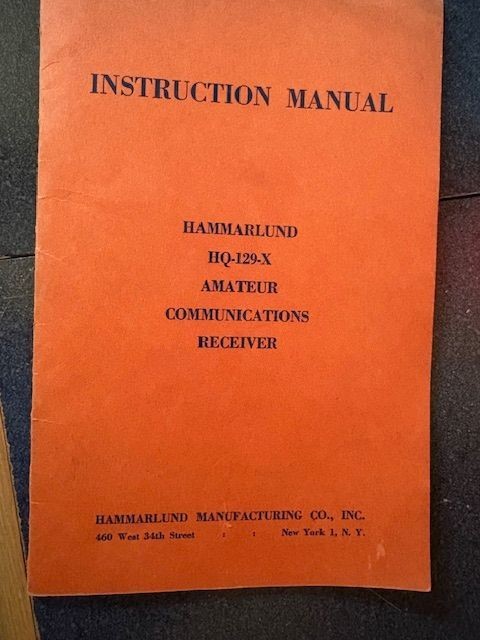 INSTRUCTION MANUAL
HAMMARLUND
HQ-129-X
AMATEUR
COMMUNICATIONS
RECEIVER
HAMMARLUND MANUFACTURING CO., INC.
460 West 34th Street : : New York 1, N. Y.